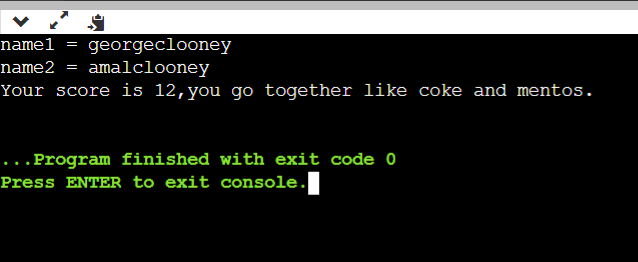 name1 = georgeclooney
name2 = amalclooney
Your score is 12,you go together like coke and mentos.
...Program finished with exit code 0
Press ENTER to exit console.